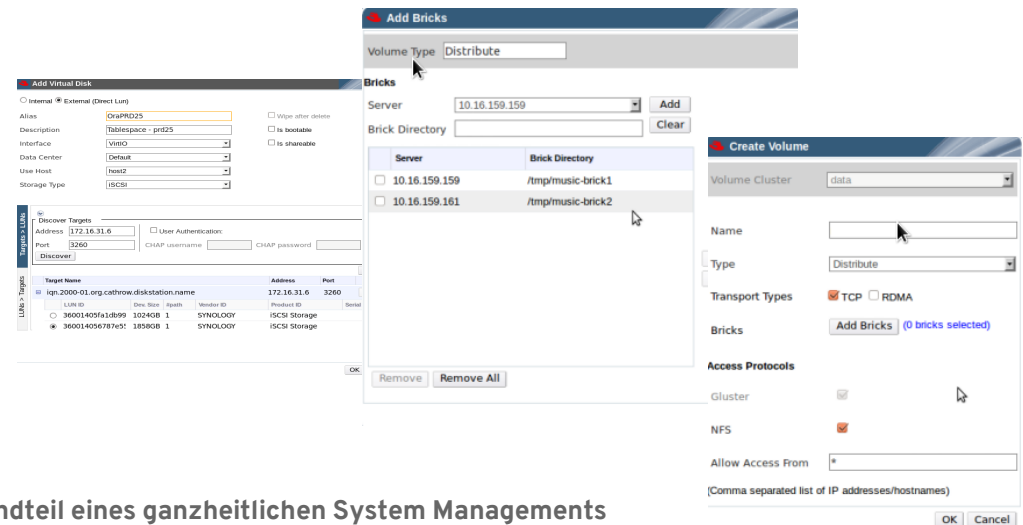 Add Virtual Disk
Internal External (Direct Lun)
Alias OraPRD25 Wipe after delete
Description Tablespace - prd25 Is bootable
Interface VirtIO Is shareable
Data Center Default
Use Host host2
Storage Type iSCSI
Targets > LUNs
LUNs > Targets
Discover Targets
Address 172.16.31.6 User Authentication:
Port 3260 CHAP username CHAP password
Discover
Target Name Address Port
iqn.2000-01.org.cathrow.diskstation.name 172.16.31.6 3260
LUN ID Dev. Size #path Vendor ID Product ID Serial
36001405fa1db99 1024GB 1 SYNOLOGY iSCSI Storage
360014056787e5: 1858GB 1 SYNOLOGY iSCSI Storage
OK
Add Bricks
Volume Type Distribute
Bricks
Server 10.16.159.159 Add
Brick Directory Clear
Server Brick Directory
10.16.159.159 /tmp/music-brick1
10.16.159.161 /tmp/music-brick2
Remove Remove All
Create Volume
Volume Cluster data
Name
Type Distribute
Transport Types TCP RDMA
Bricks Add Bricks (0 bricks selected)
Access Protocols
Gluster
NFS
Allow Access From *
(Comma separated list of IP addresses/hostnames)
OK Cancel
ndteil eines ganzheitlichen System Managements